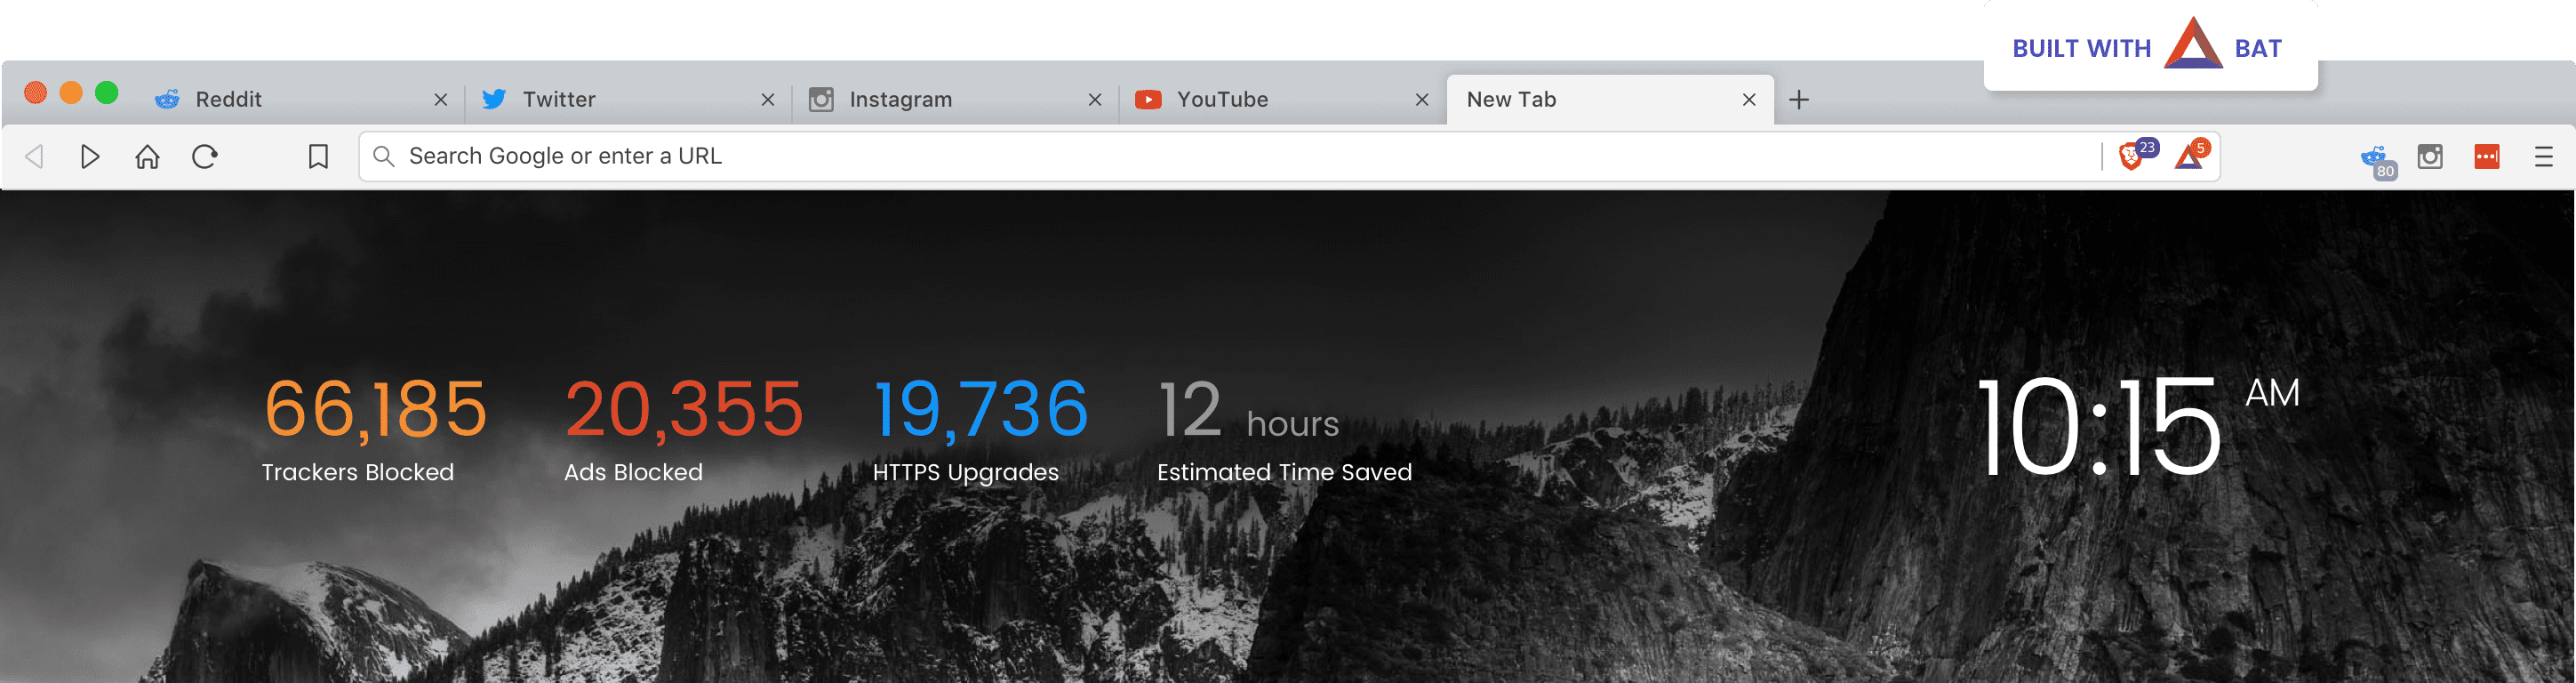 BUILT WITH BAT
Reddit
Twitter
Instagram
YouTube
New Tab
Search Google or enter a URL
23
5
80
66,185
Trackers Blocked
20,355
Ads Blocked
19,736
HTTPS Upgrades
12 hours
Estimated Time Saved
10:15 AM